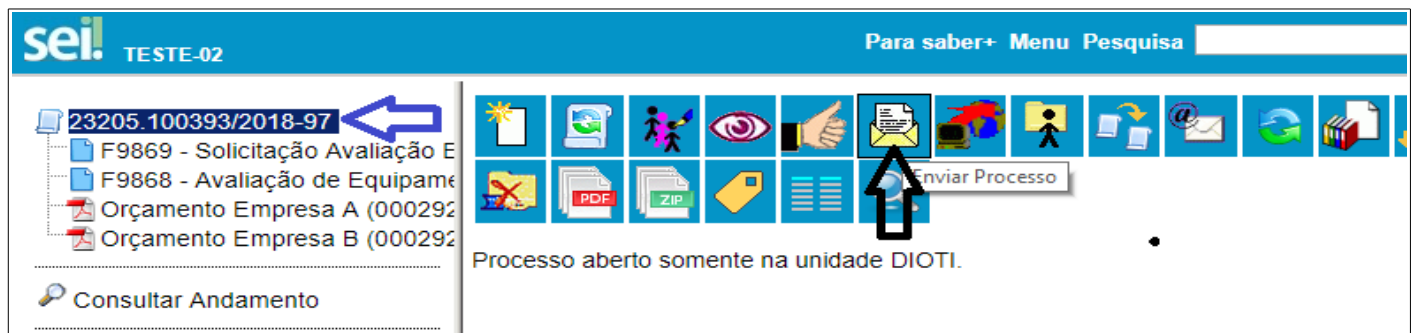 sei! TESTE-02
Para saber+ Menu Pesquisa
23205.100393/2018-97
F9869 - Solicitação Avaliação E
F9868 - Avaliação de Equipame
Orçamento Empresa A (000292
Orçamento Empresa B (000292
Consultar Andamento
Enviar Processo
PDF
ZIP
Processo aberto somente na unidade DIOTI.